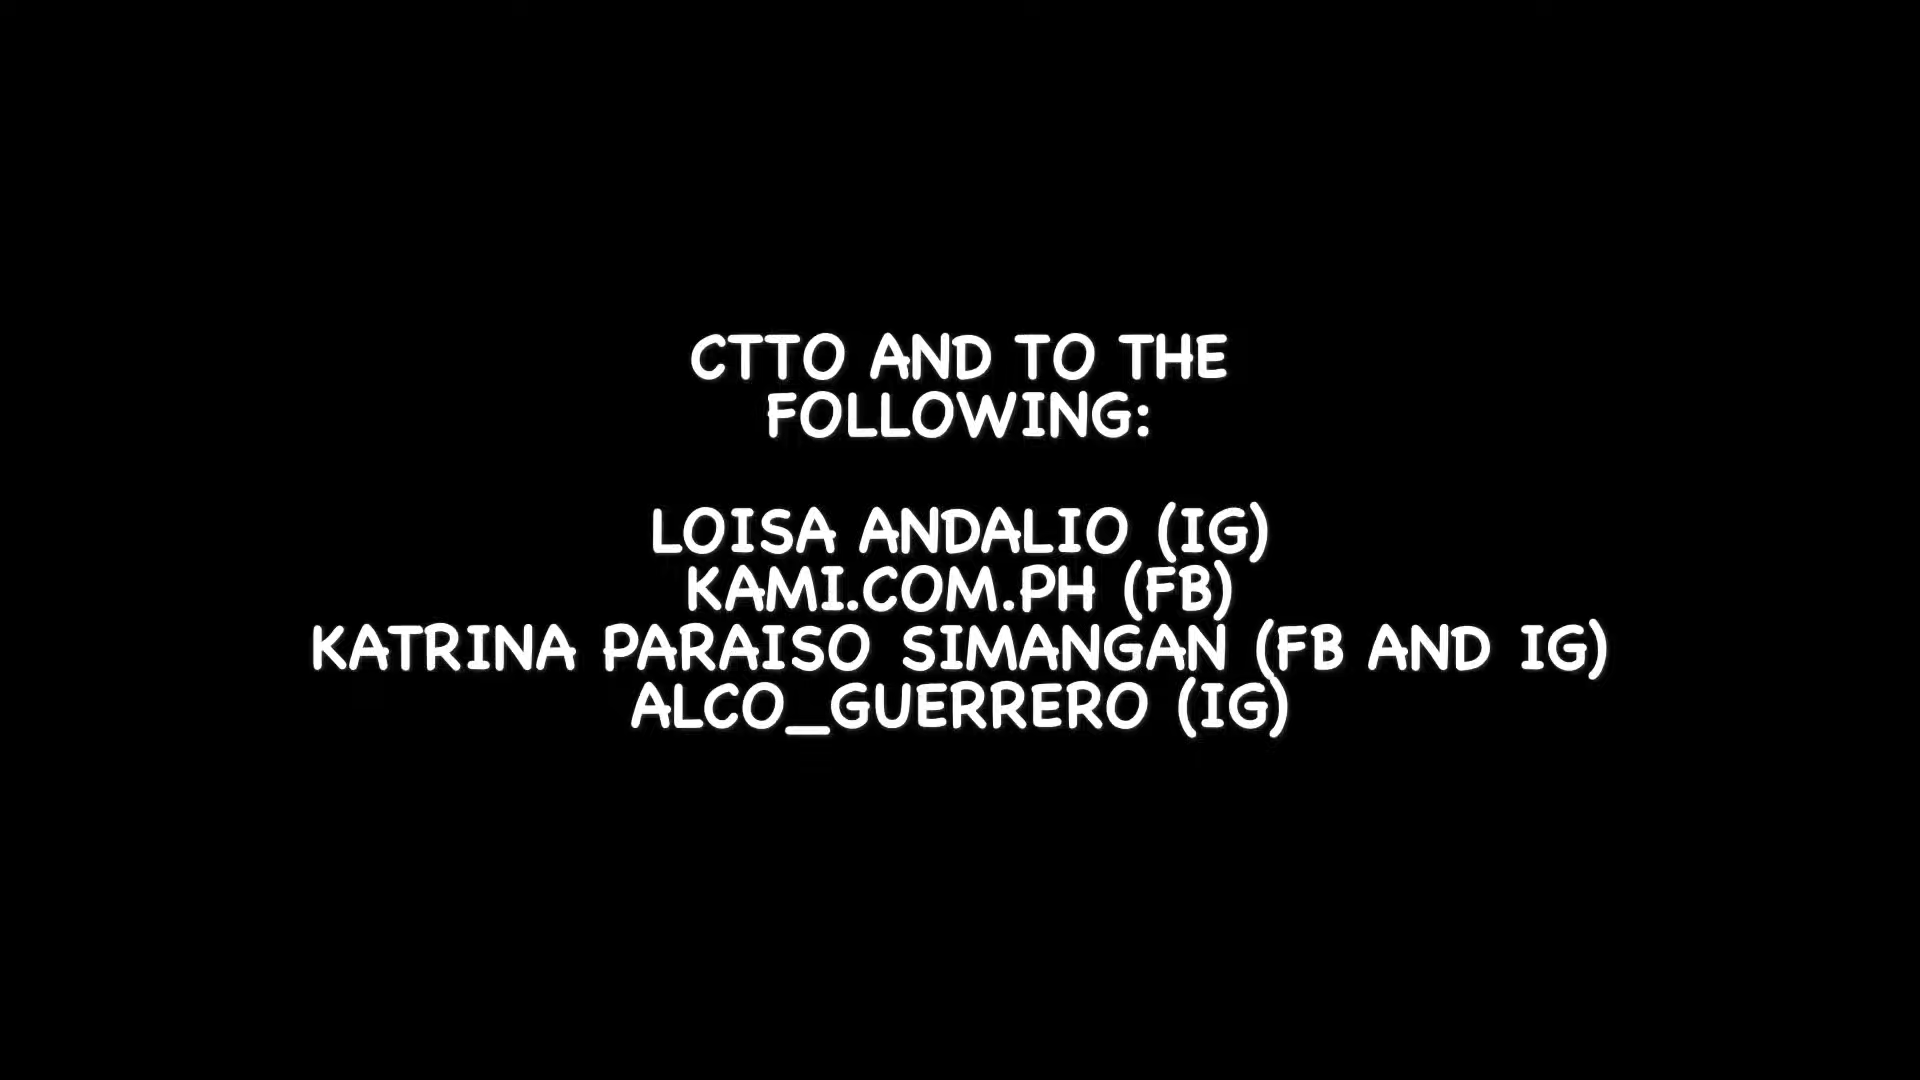 CTTO AND TO THE
FOLLOWING:
LOISA ANDALIO (IG)
KAMI.COM.PH (FB)
KATRINA PARAISO SIMANGAN (FB AND IG)
ALCO_GUERRERO (IG)